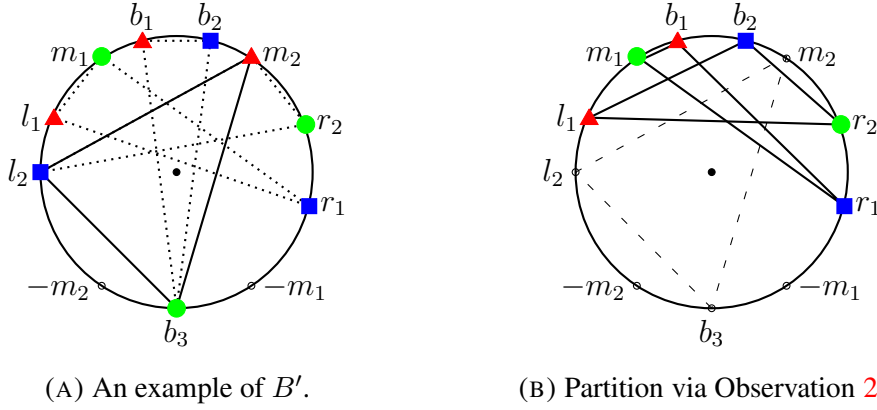 b₁ b₂
m₁ m₂
l₁ r₂
l₂ r₁
−m₂ −m₁
b₃
(A) An example of B′.
b₁ b₂
m₁ m₂
l₁ r₂
l₂ r₁
−m₂ −m₁
b₃
(B) Partition via Observation 2